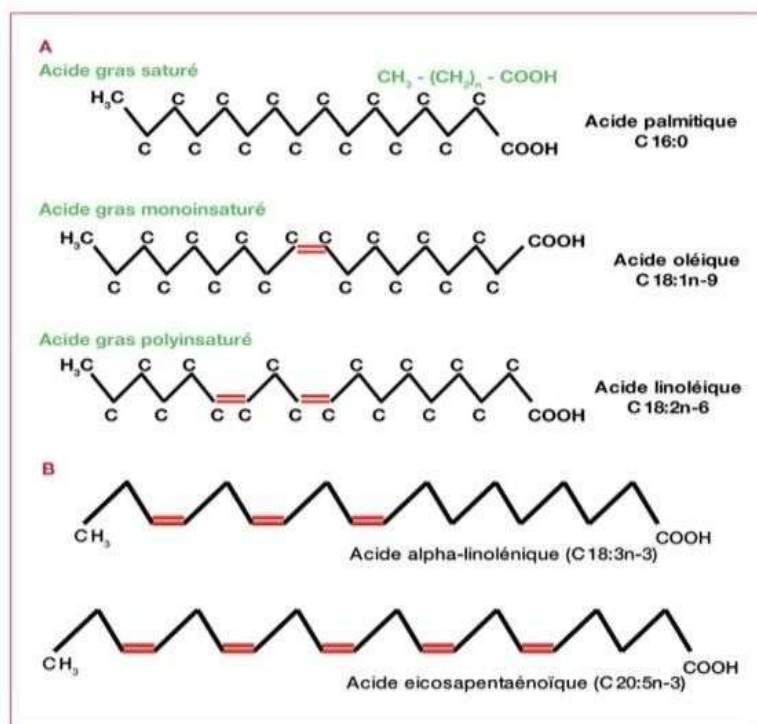 A
Acide gras saturé
CH₃ - (CH₂)ₙ - COOH
H₃C C C C C C C C
C C C C C C C COOH
Acide palmitique
C16:0
Acide gras monoinsaturé
H₃C C C C C C C C C COOH
C C C C C C C C
Acide oléique
C18:1n-9
Acide gras polyinsaturé
H₃C C C C C C C C
C C C C C C C C C COOH
Acide linoléique
C18:2n-6
B
CH₃
COOH
Acide alpha-linolénique (C18:3n-3)
CH₃
COOH
Acide eicosapentaénoïque (C20:5n-3)